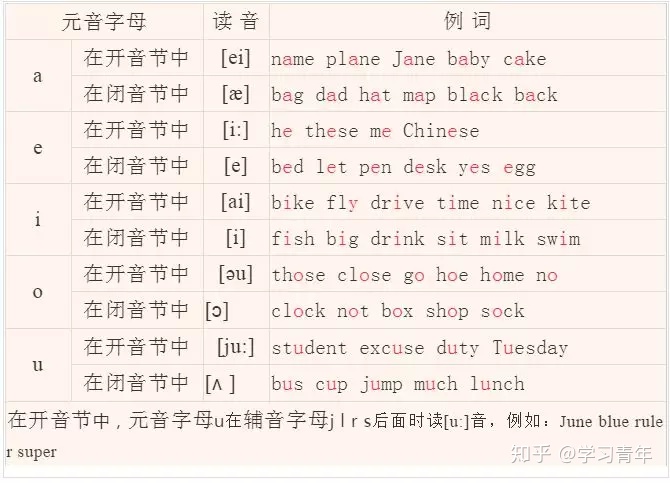 元音字母 读 音 例 词
a 在开音节中 [ei] name plane Jane baby cake
在闭音节中 [æ] bag dad hat map black back
e 在开音节中 [i:] he these me Chinese
在闭音节中 [e] bed let pen desk yes egg
i 在开音节中 [ai] bike fly drive time nice kite
在闭音节中 [i] fish big drink sit milk swim
o 在开音节中 [əu] those close go hoe home no
在闭音节中 [ɔ] clock not box shop sock
u 在开音节中 [ju:] student excuse duty Tuesday
在闭音节中 [ʌ ] bus cup jump much lunch
在开音节中，元音字母u在辅音字母j l r s后面时读[u:]音，例如：June blue rule
r super
知乎 @学习青年